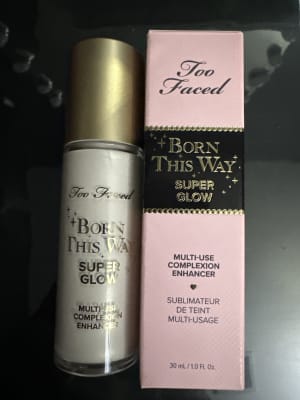 Too Faced
BORN
THIS WAY
SUPER
GLOW
MULTI-USE
COMPLEXION
ENHANCER
Too
Faced
BORN
THIS WAY
SUPER
GLOW
MULTI-USE
COMPLEXION
ENHANCER
SUBLIMATEUR
DE TEINT
MULTI-USAGE
30 mL / 1.0 Fl. Oz.